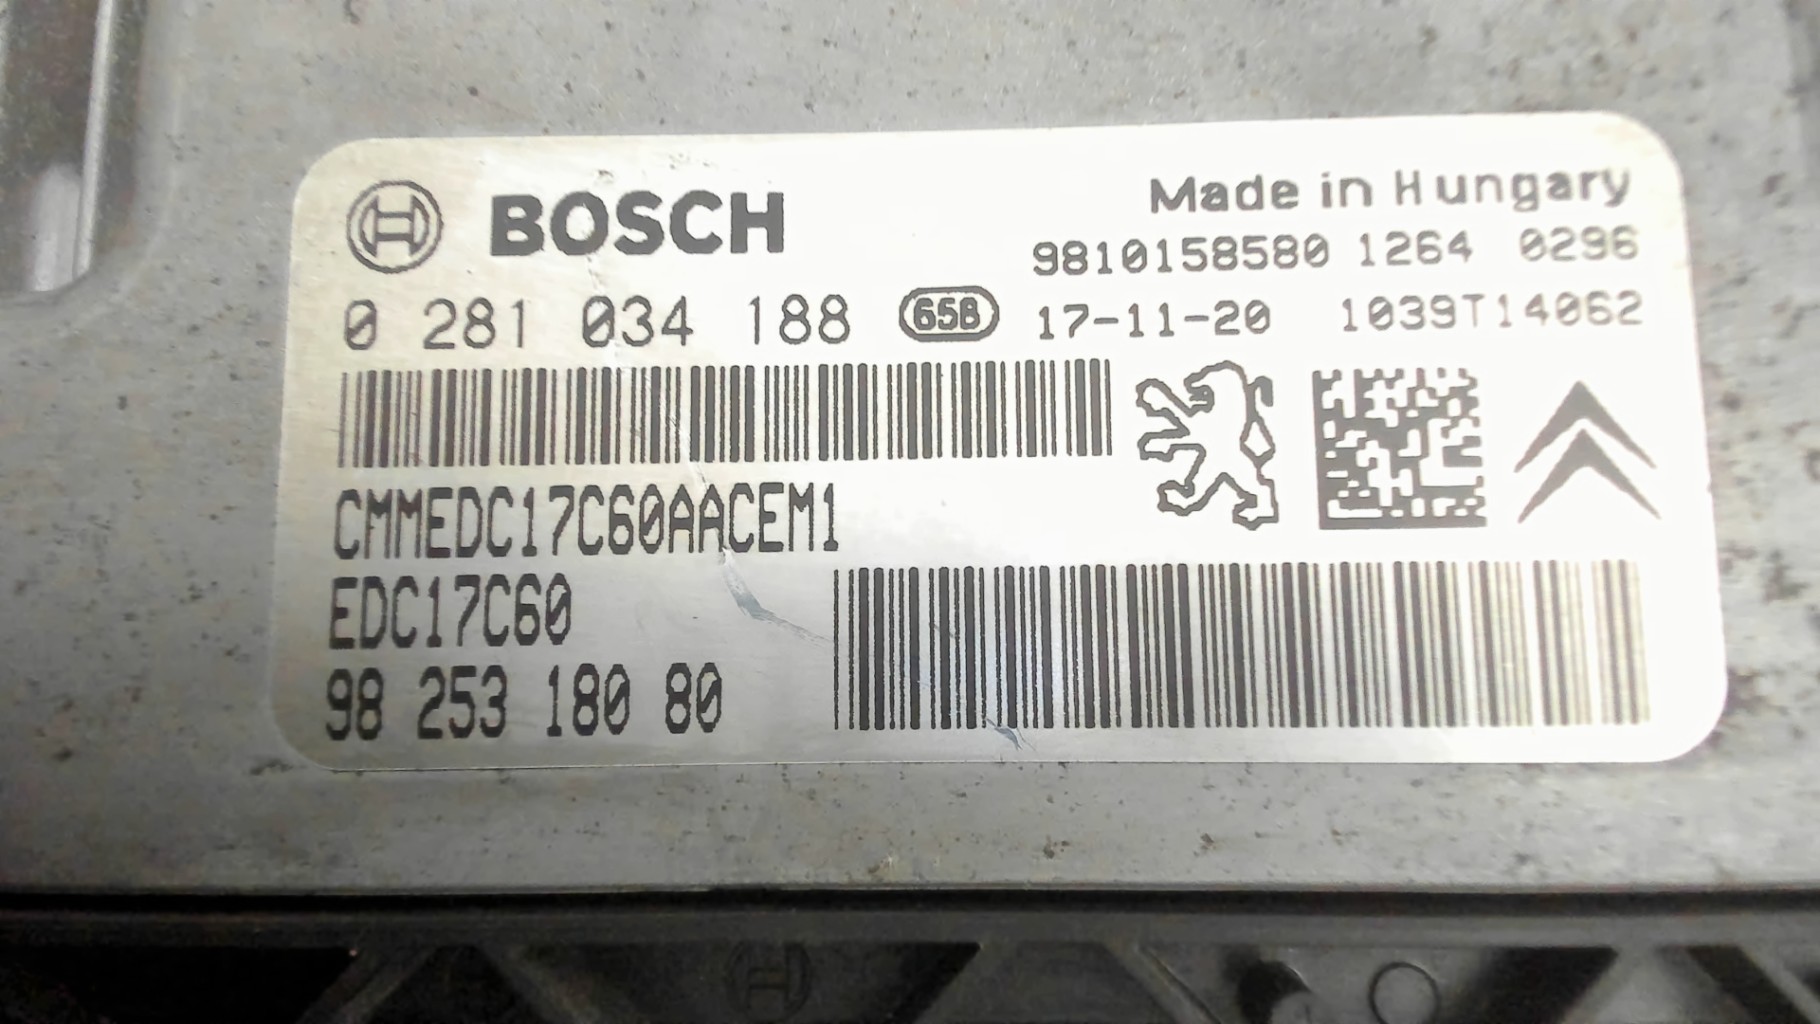 BOSCH
Made in Hungary
9810158580 1264 0296
0 281 034 188 65B 17-11-20 1039T14062
CMMEDC17C60AACEM1
EDC17C60
98 253 180 80